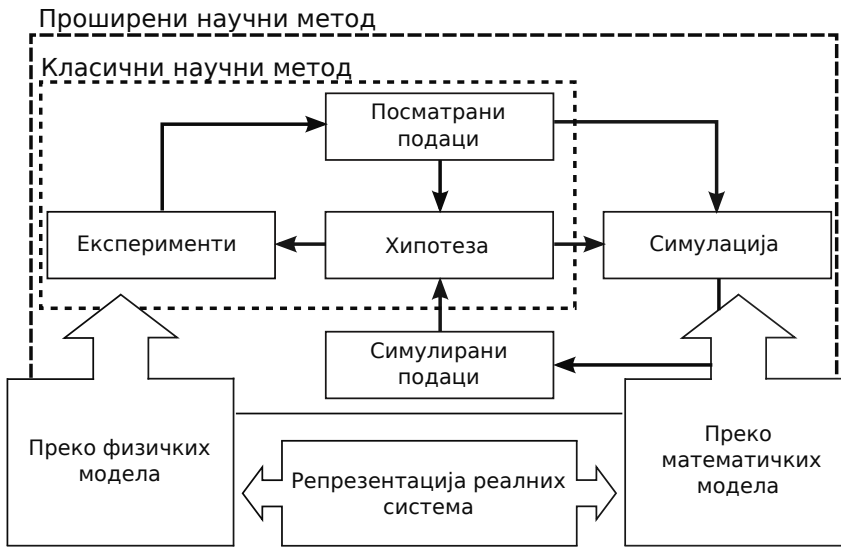 Проширени научни метод
Класични научни метод
Посматрани
подаци
Експерименти
Хипотеза
Симулација
Симулирани
подаци
Преко физичких
модела
Репрезентација реалних
система
Преко
математичких
модела